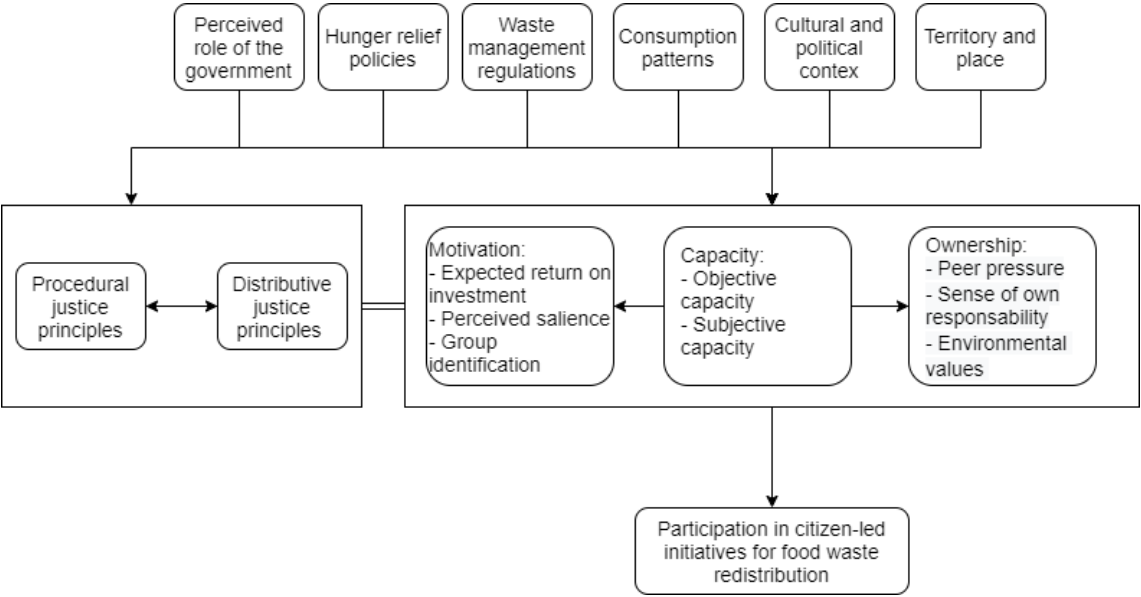 Perceived
role of the
government
Hunger relief
policies
Waste
management
regulations
Consumption
patterns
Cultural and
political
contex
Territory and
place
Procedural
justice
principles
Distributive
justice
principles
Motivation:
- Expected return on
investment
- Perceived salience
- Group
identification
Capacity:
- Objective
capacity
- Subjective
capacity
Ownership:
- Peer pressure
- Sense of own
responsability
- Environmental
values
Participation in citizen-led
initiatives for food waste
redistribution